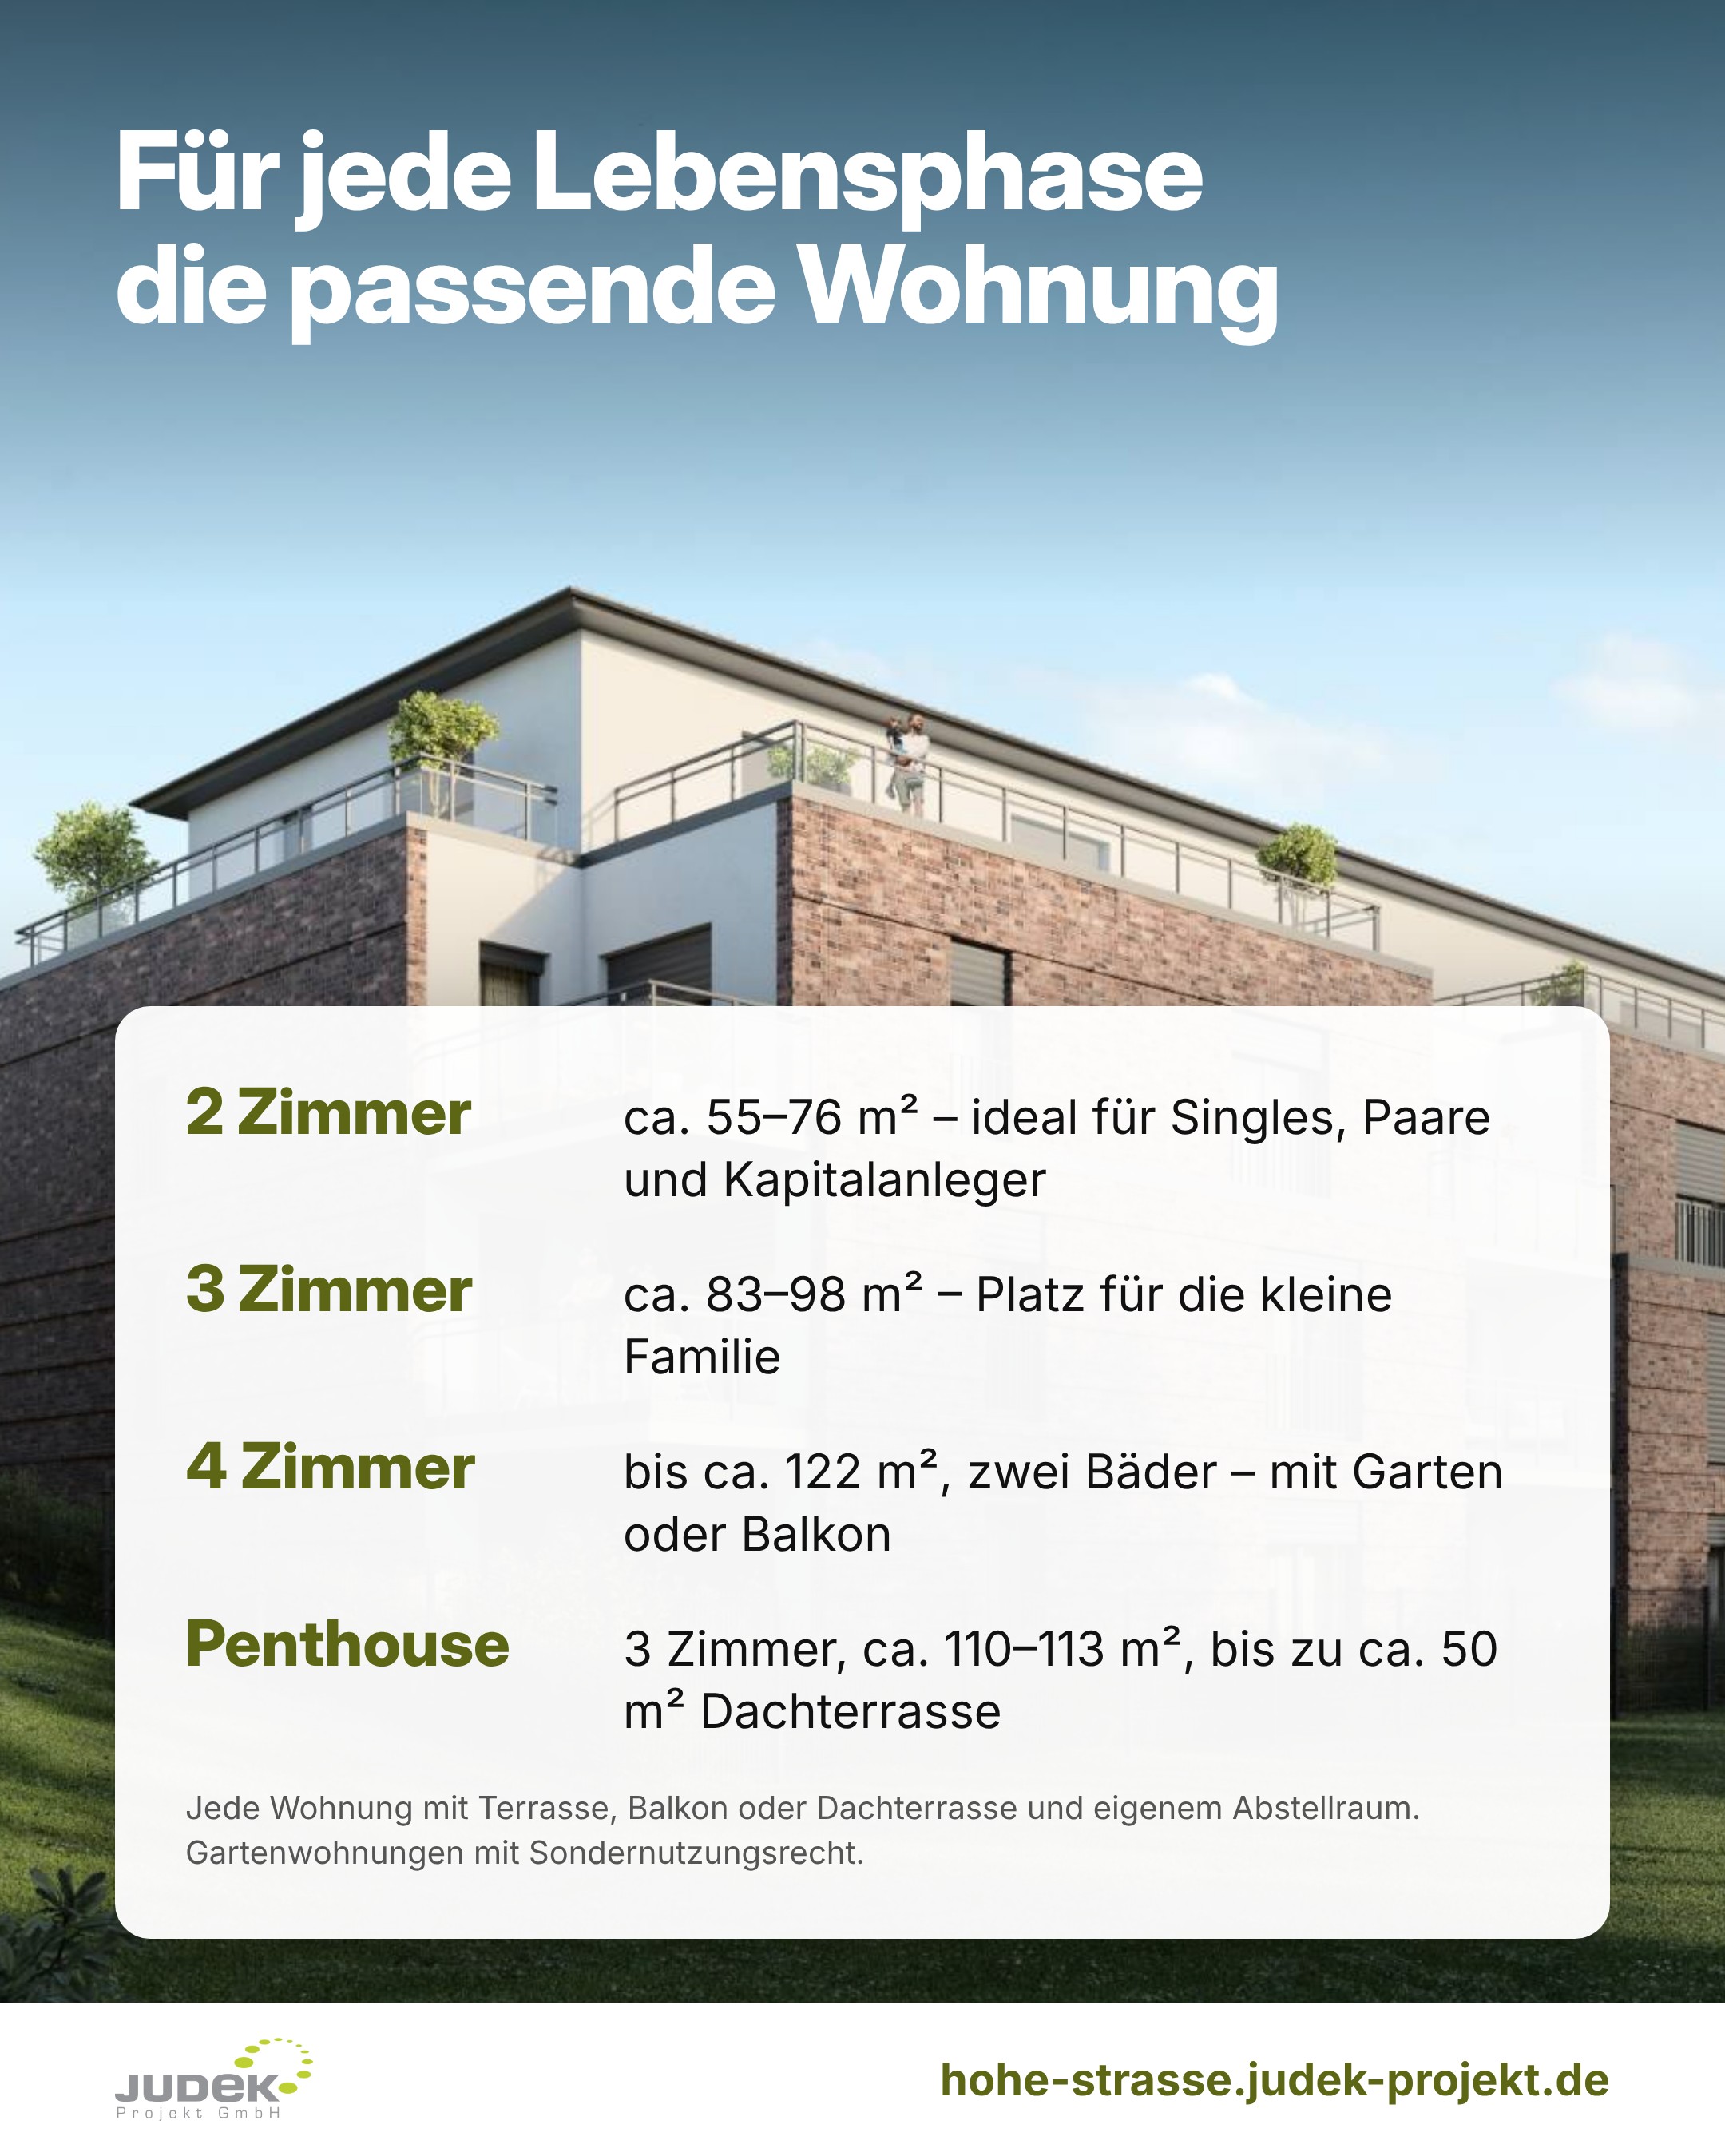 Für jede Lebensphase
die passende Wohnung
2 Zimmer
ca. 55–76 m² – ideal für Singles, Paare
und Kapitalanleger
3 Zimmer
ca. 83–98 m² – Platz für die kleine
Familie
4 Zimmer
bis ca. 122 m², zwei Bäder – mit Garten
oder Balkon
Penthouse
3 Zimmer, ca. 110–113 m², bis zu ca. 50
m² Dachterrasse
Jede Wohnung mit Terrasse, Balkon oder Dachterrasse und eigenem Abstellraum.
Gartenwohnungen mit Sondernutzungsrecht.
JUDEK
Projekt GmbH
hohe-strasse.judek-projekt.de